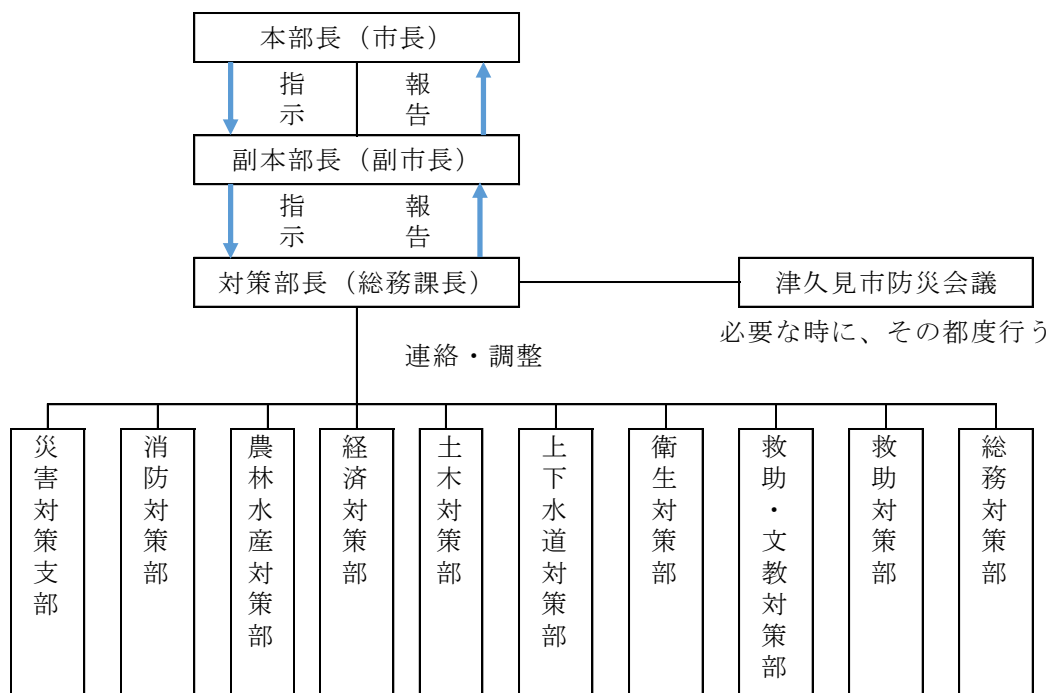 本部長（市長）
指示
報告
副本部長（副市長）
指示
報告
対策部長（総務課長）
津久見市防災会議
必要な時に、その都度行う
連絡・調整
総務対策部
救助対策部
救助・文教対策部
衛生対策部
上下水道対策部
土木対策部
経済対策部
農林水産対策部
消防対策部
災害対策支部